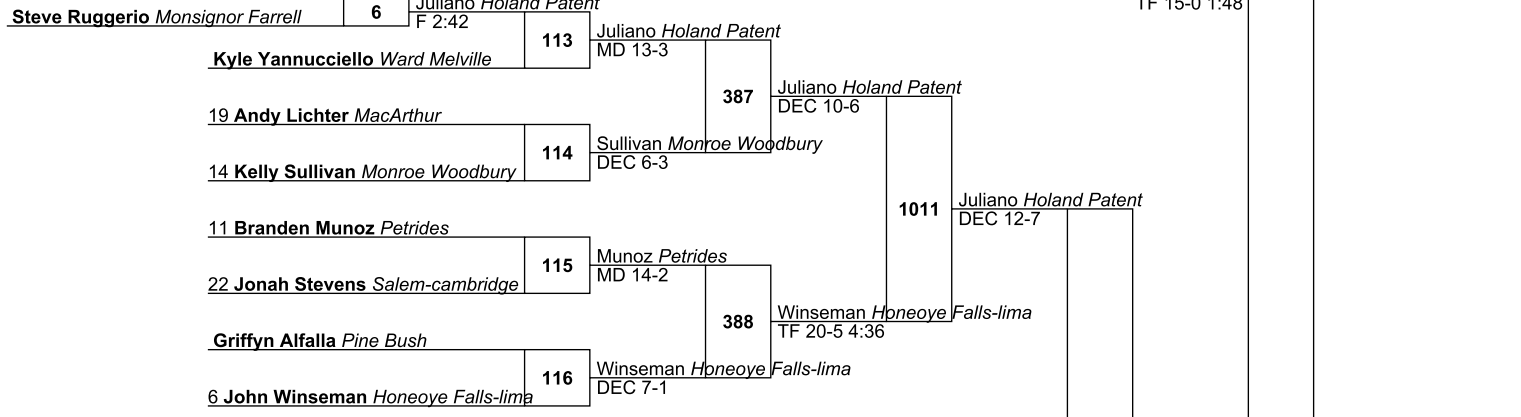 Juliano Holand Patent
TF 15-0 1:48
Steve Ruggerio Monsignor Farrell
6
F 2:42
113
Juliano Holand Patent
MD 13-3
Kyle Yannucciello Ward Melville
387
Juliano Holand Patent
DEC 10-6
19 Andy Lichter MacArthur
114
Sullivan Monroe Woodbury
DEC 6-3
14 Kelly Sullivan Monroe Woodbury
1011
Juliano Holand Patent
DEC 12-7
11 Branden Munoz Petrides
115
Munoz Petrides
MD 14-2
22 Jonah Stevens Salem-cambridge
388
Winseman Honeoye Falls-lima
TF 20-5 4:36
Griffyn Alfalla Pine Bush
116
Winseman Honeoye Falls-lima
DEC 7-1
6 John Winseman Honeoye Falls-lima